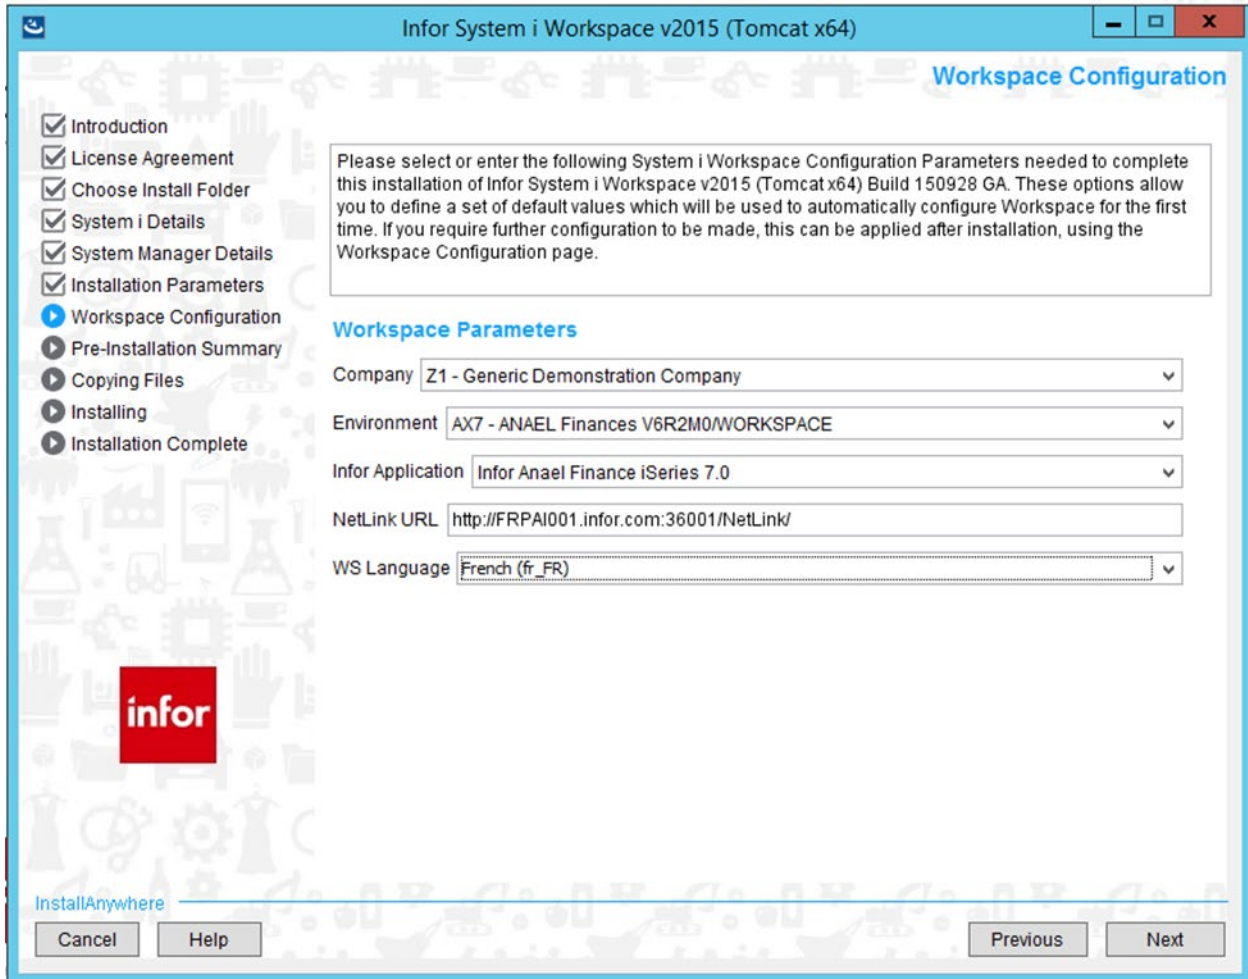 Infor System i Workspace v2015 (Tomcat x64)
Workspace Configuration
Introduction
License Agreement
Choose Install Folder
System i Details
System Manager Details
Installation Parameters
Workspace Configuration
Pre-Installation Summary
Copying Files
Installing
Installation Complete
Please select or enter the following System i Workspace Configuration Parameters needed to complete
this installation of Infor System i Workspace v2015 (Tomcat x64) Build 150928 GA. These options allow
you to define a set of default values which will be used to automatically configure Workspace for the first
time. If you require further configuration to be made, this can be applied after installation, using the
Workspace Configuration page.
Workspace Parameters
Company Z1 - Generic Demonstration Company
Environment AX7 - ANAEL Finances V6R2M0/WORKSPACE
Infor Application Infor Anael Finance iSeries 7.0
NetLink URL http://FRPAI001.infor.com:36001/NetLink/
WS Language French (fr_FR)
infor
InstallAnywhere
Cancel Help Previous Next